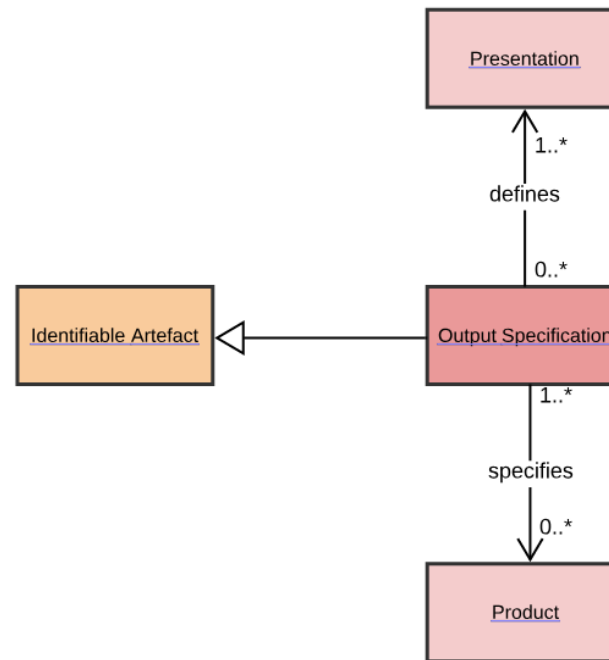 Presentation
1..*
defines
0..*
Identifiable Artefact
Output Specification
1..*
specifies
0..*
Product